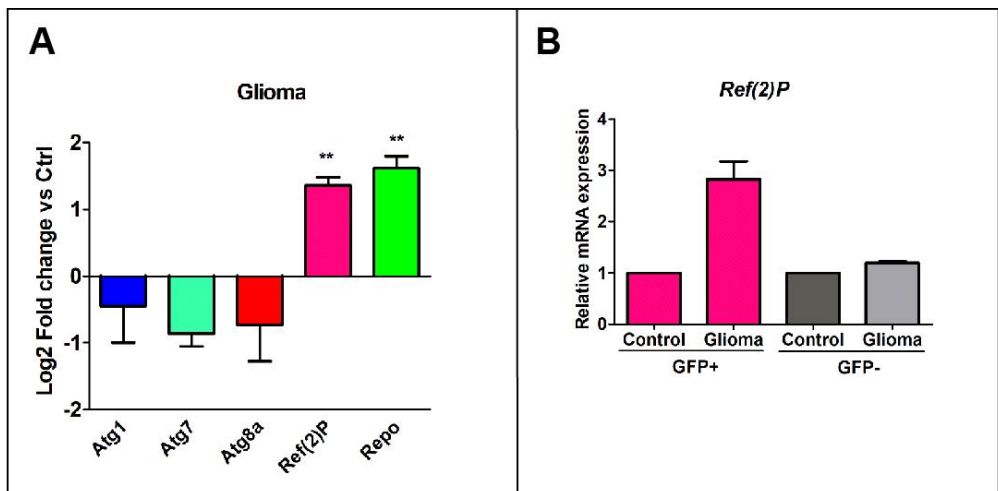 A
Glioma
Log2 Fold change vs Ctrl
2
1
0
-1
-2
**
**
Atg1
Atg7
Atg8a
Ref(2)P
Repo
B
Ref(2)P
Relative mRNA expression
4
3
2
1
0
Control Glioma Control Glioma
GFP+ GFP-